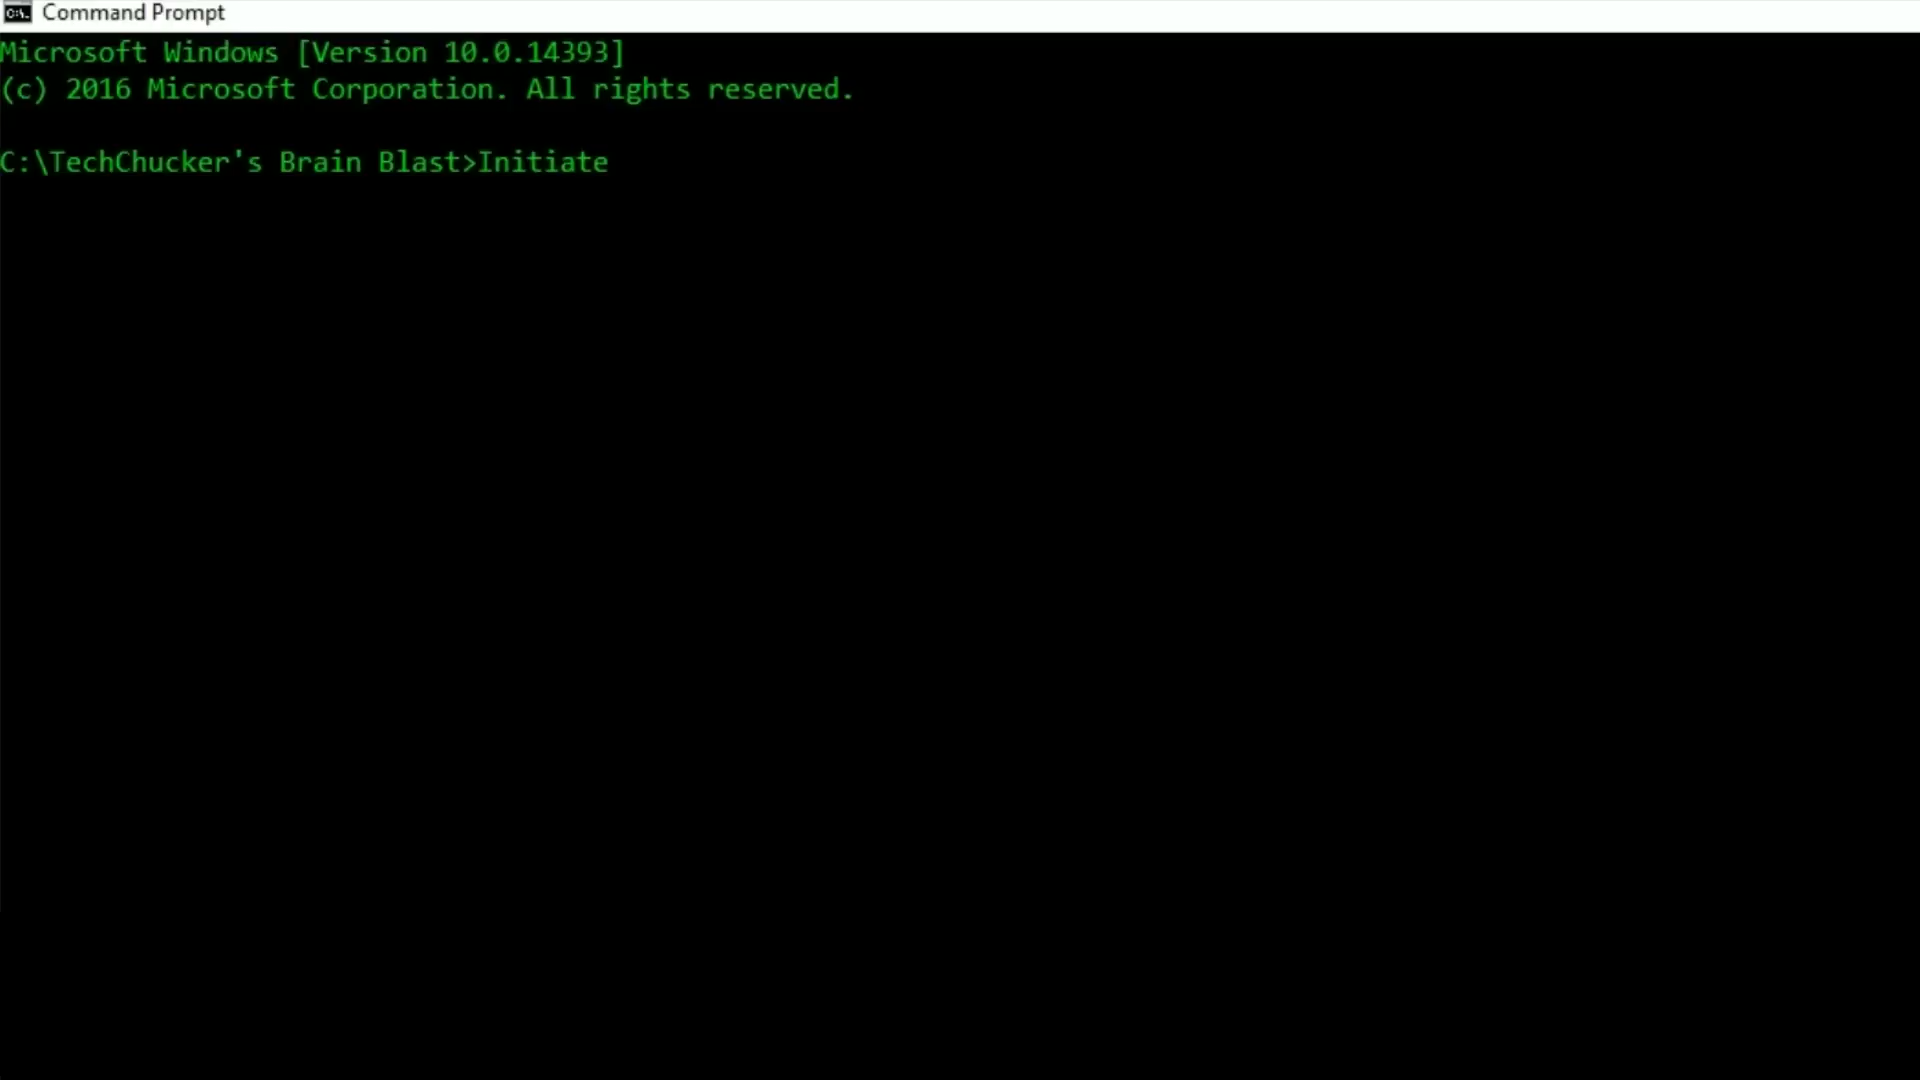 Command Prompt
Microsoft Windows [Version 10.0.14393]
(c) 2016 Microsoft Corporation. All rights reserved.
C:\TechChucker's Brain Blast>Initiate